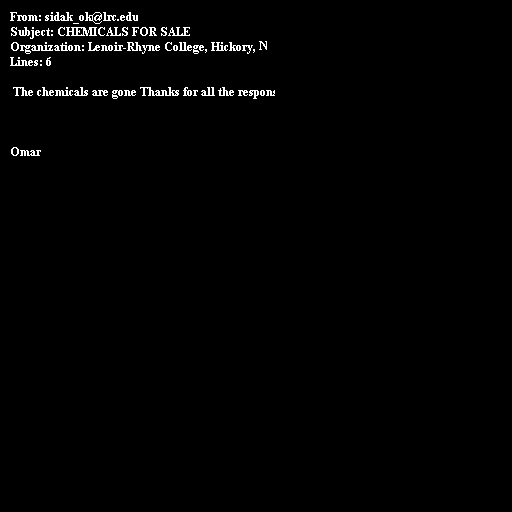 From: sidak_ok@lrc.edu
Subject: CHEMICALS FOR SALE
Organization: Lenoir-Rhyne College, Hickory, N
Lines: 6
The chemicals are gone Thanks for all the respons
Omar